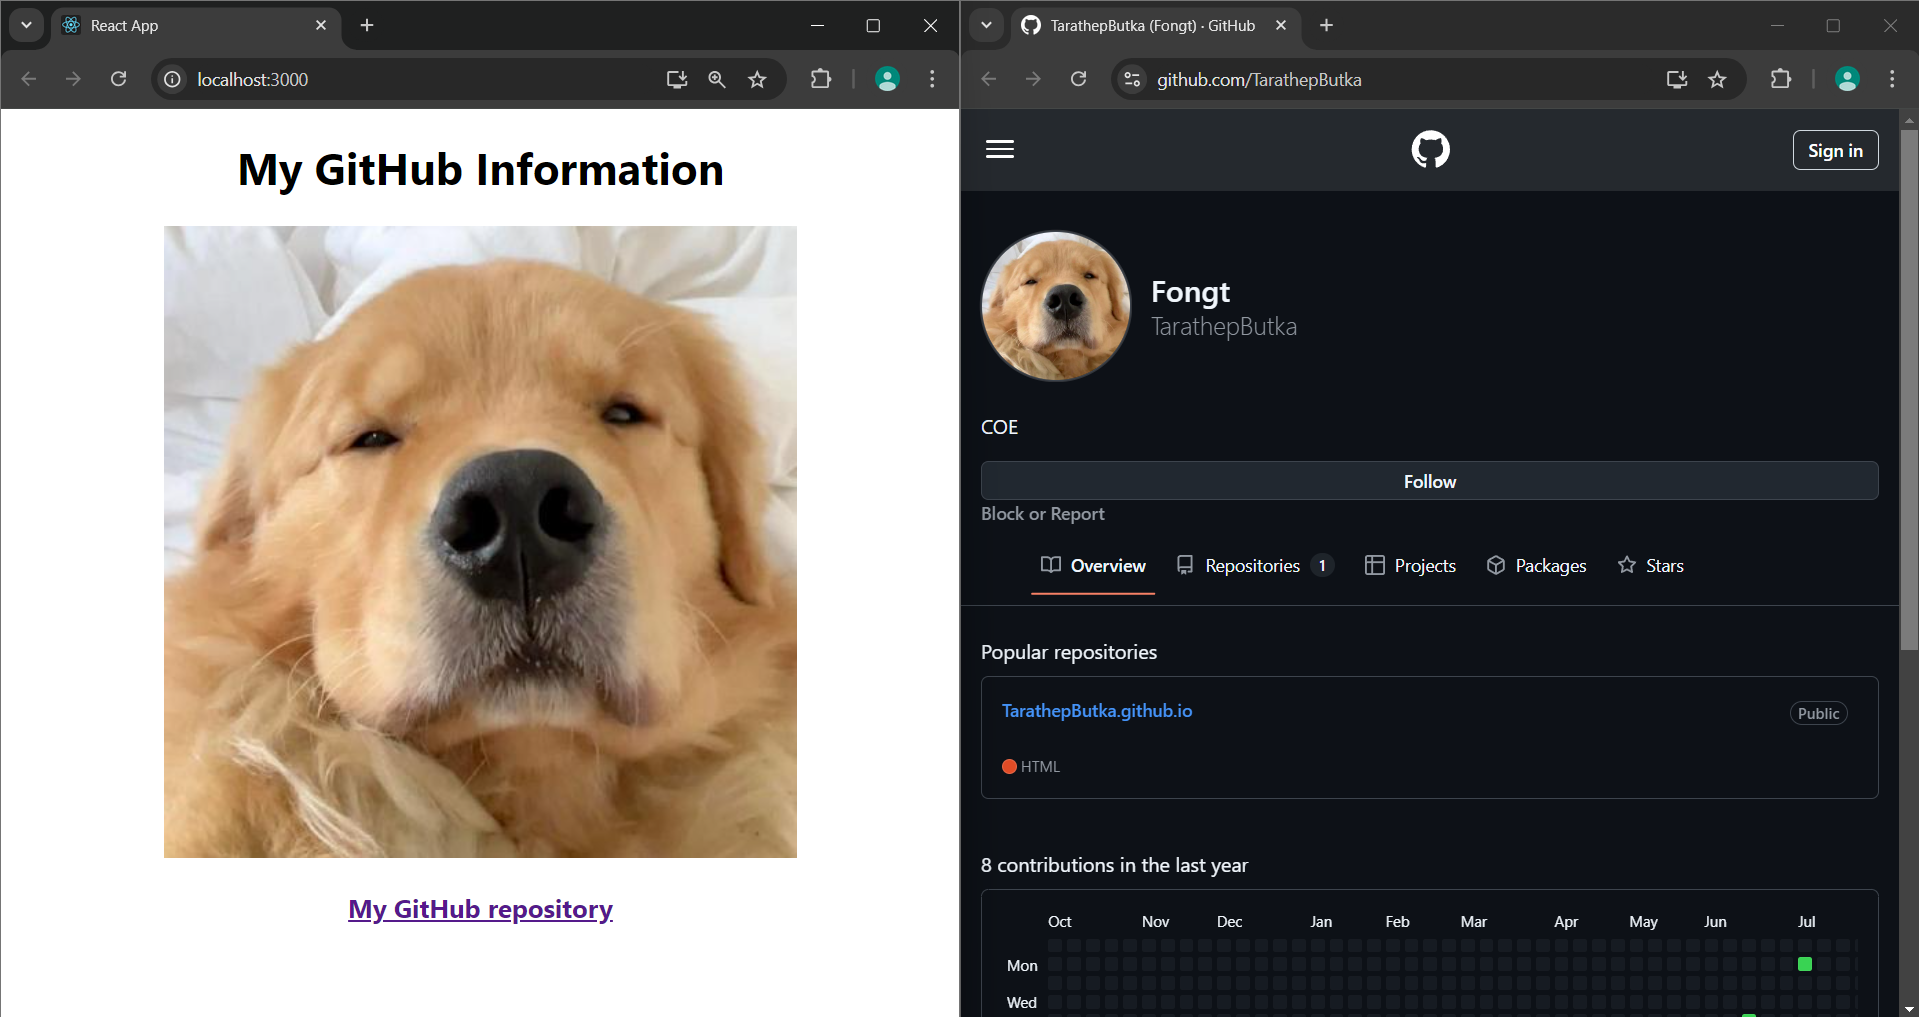 React App
localhost:3000
My GitHub Information
My GitHub repository
TarathepButka (Fongt) · GitHub
github.com/TarathepButka
Sign in
Fongt
TarathepButka
COE
Follow
Block or Report
Overview Repositories 1 Projects Packages Stars
Popular repositories
TarathepButka.github.io Public
HTML
8 contributions in the last year
Oct Nov Dec Jan Feb Mar Apr May Jun Jul
Mon
Wed